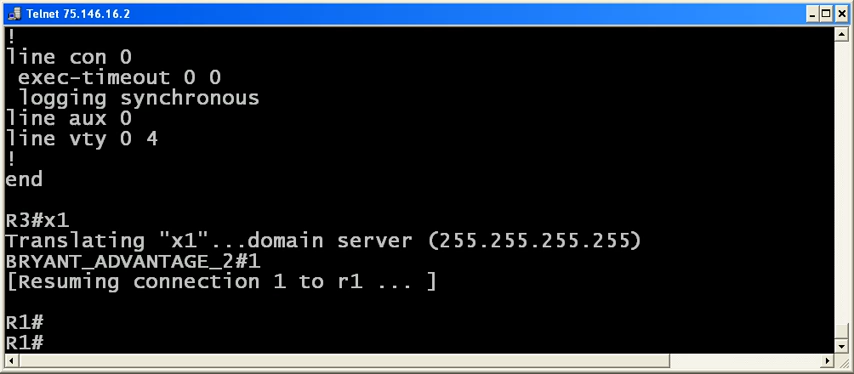 Telnet 75.146.16.2
!
line con 0
 exec-timeout 0 0
 logging synchronous
line aux 0
line vty 0 4
!
end
R3#x1
Translating "x1"...domain server (255.255.255.255)
BRYANT_ADVANTAGE_2#1
[Resuming connection 1 to r1 ... ]
R1#
R1#